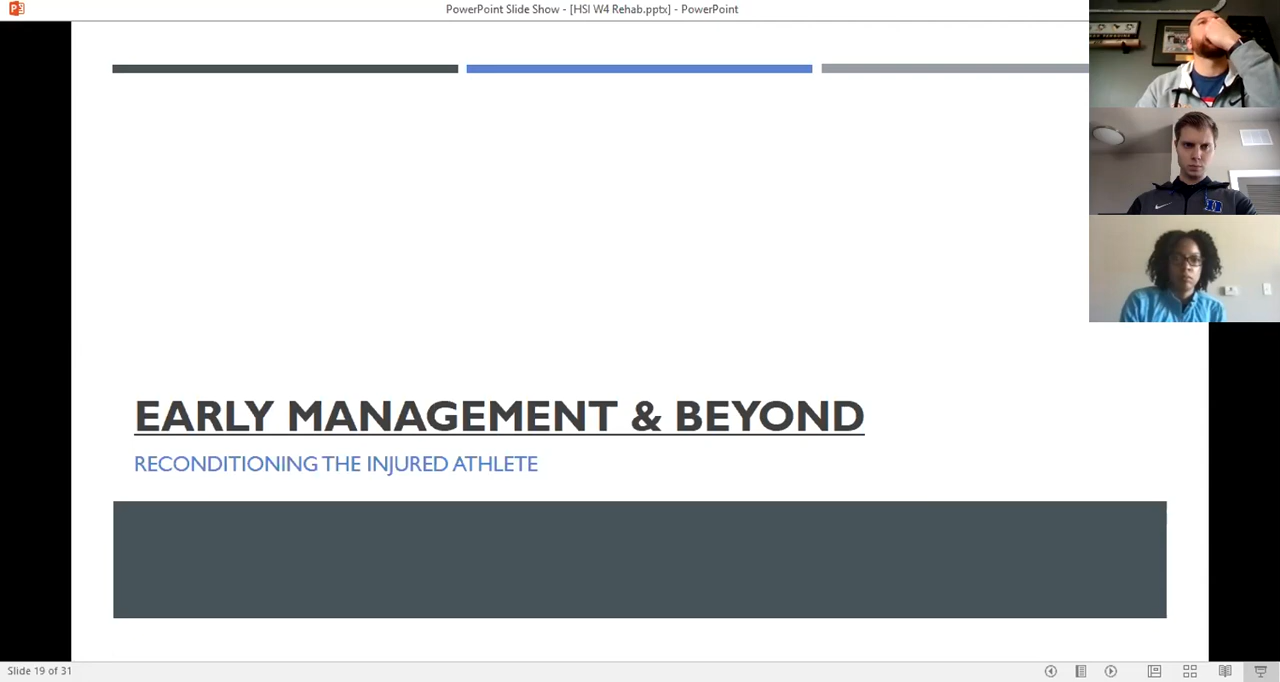 PowerPoint Slide Show - [HSI W4 Rehab.pptx] - PowerPoint
EARLY MANAGEMENT & BEYOND
RECONDITIONING THE INJURED ATHLETE
Slide 19 of 31